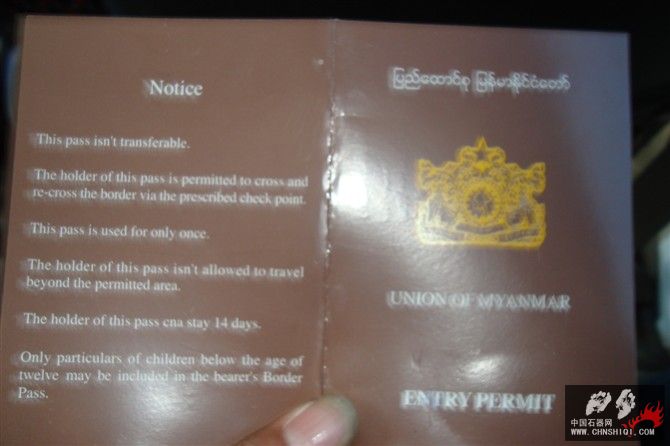 Notice
This pass isn't transferable.
The holder of this pass is permitted to cross and
re-cross the border via the prescribed check point.
This pass is used for only once.
The holder of this pass isn't allowed to travel
beyond the permitted area.
The holder of this pass cna stay 14 days.
Only particulars of children below the age of
twelve may be included in the bearer's Border
Pass.
ပြည်ထောင်စု မြန်မာနိုင်ငံတော်
UNION OF MYANMAR
ENTRY PERMIT
中国石器网
WWW.CHNSHIQI.COM